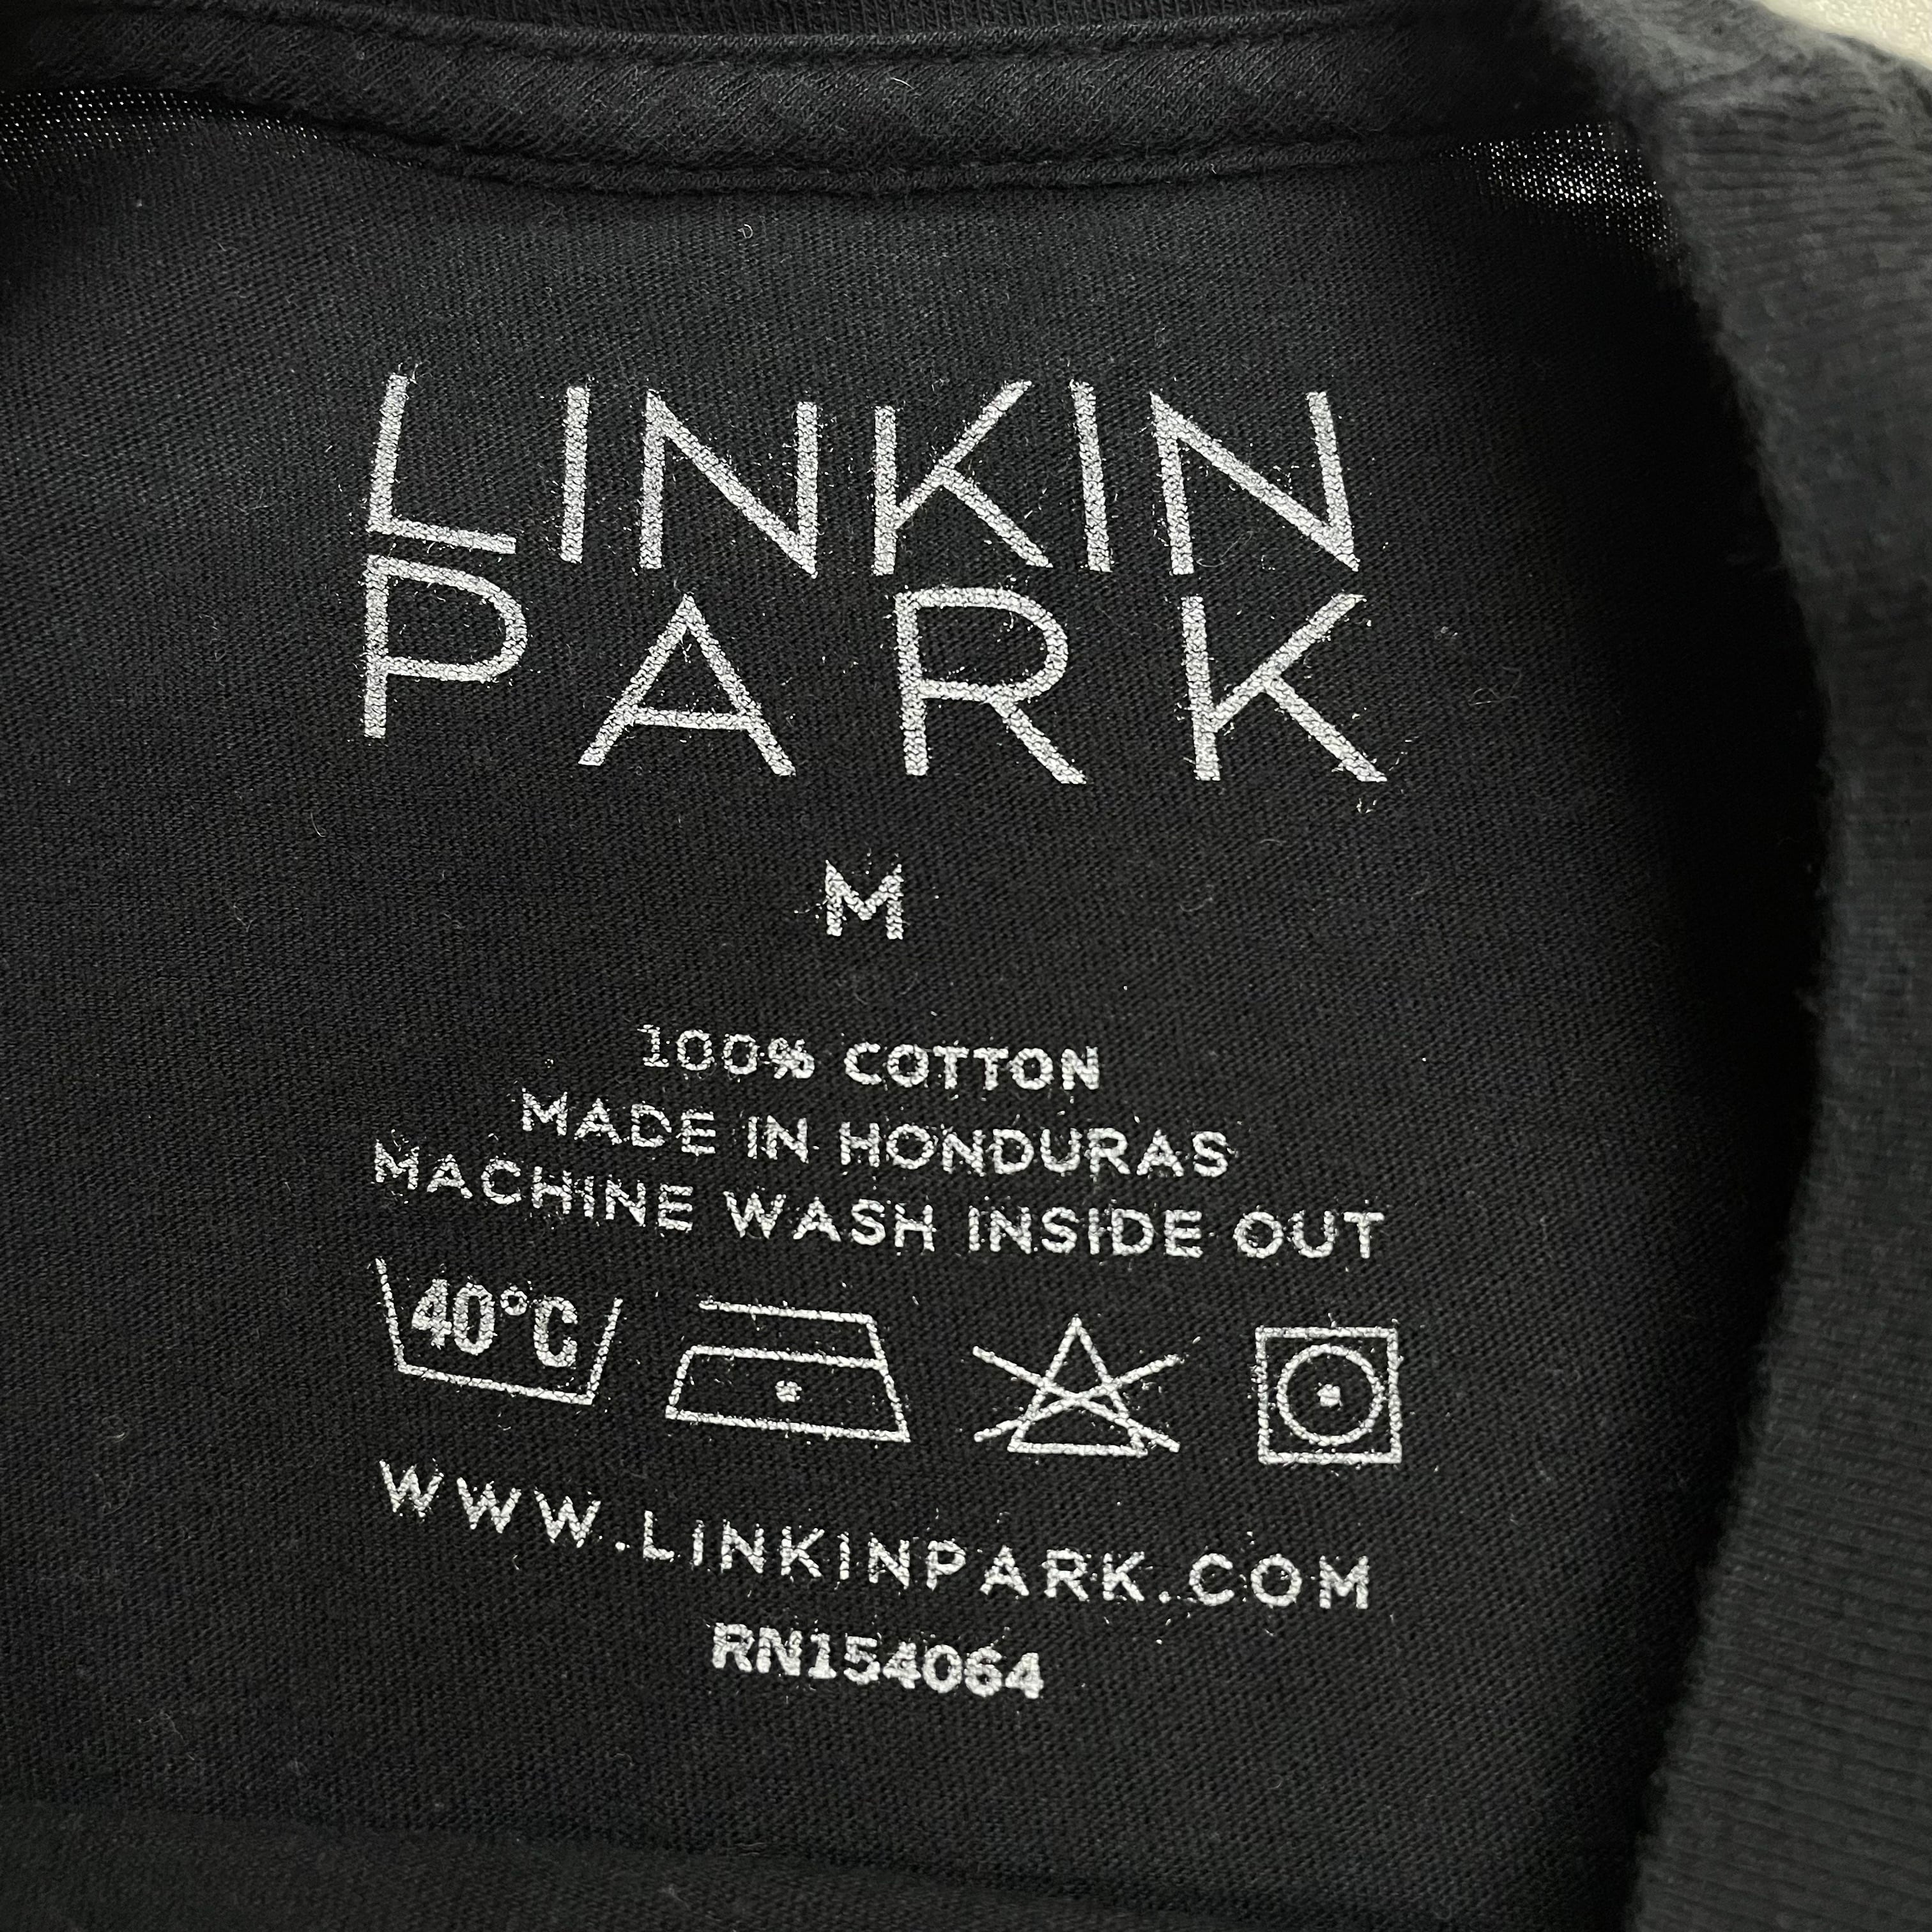 LINKIN
PARK
M
100% COTTON
MADE IN HONDURAS
MACHINE WASH INSIDE OUT
40°C
WWW.LINKINPARK.COM
RN154064